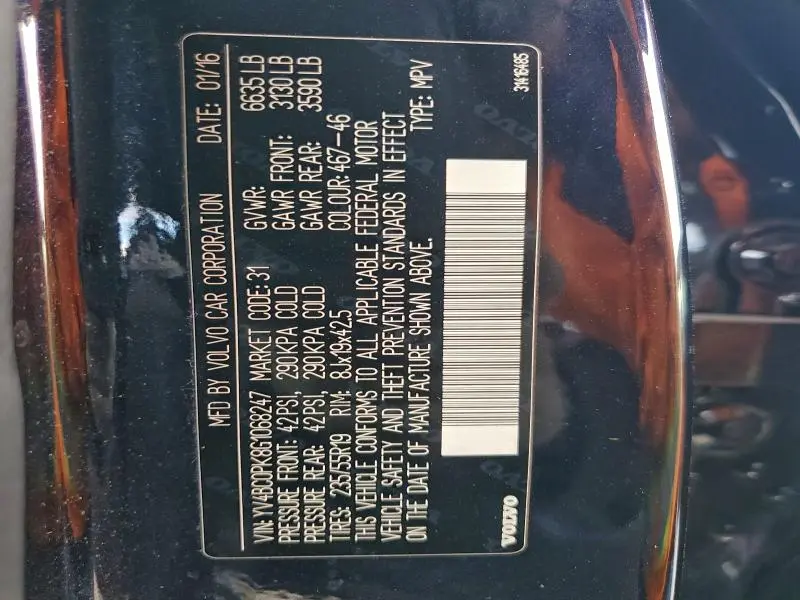 MFD BY VOLVO CAR CORPORATION DATE: 01/16
VIN: YV4BC0PK8G1068247 MARKET CODE: 31 GVWR: 6635 LB
PRESSURE FRONT: 42PSI, 290KPA COLD GAWR FRONT: 3130 LB
PRESSURE REAR: 42PSI, 290KPA COLD GAWR REAR: 3590 LB
TIRES: 235/55R19 RIM: 8Jx19x42.5 COLOUR: 467-46
THIS VEHICLE CONFORMS TO ALL APPLICABLE FEDERAL MOTOR
VEHICLE SAFETY AND THEFT PREVENTION STANDARDS IN EFFECT
ON THE DATE OF MANUFACTURE SHOWN ABOVE. TYPE: MPV
VOLVO 31416485